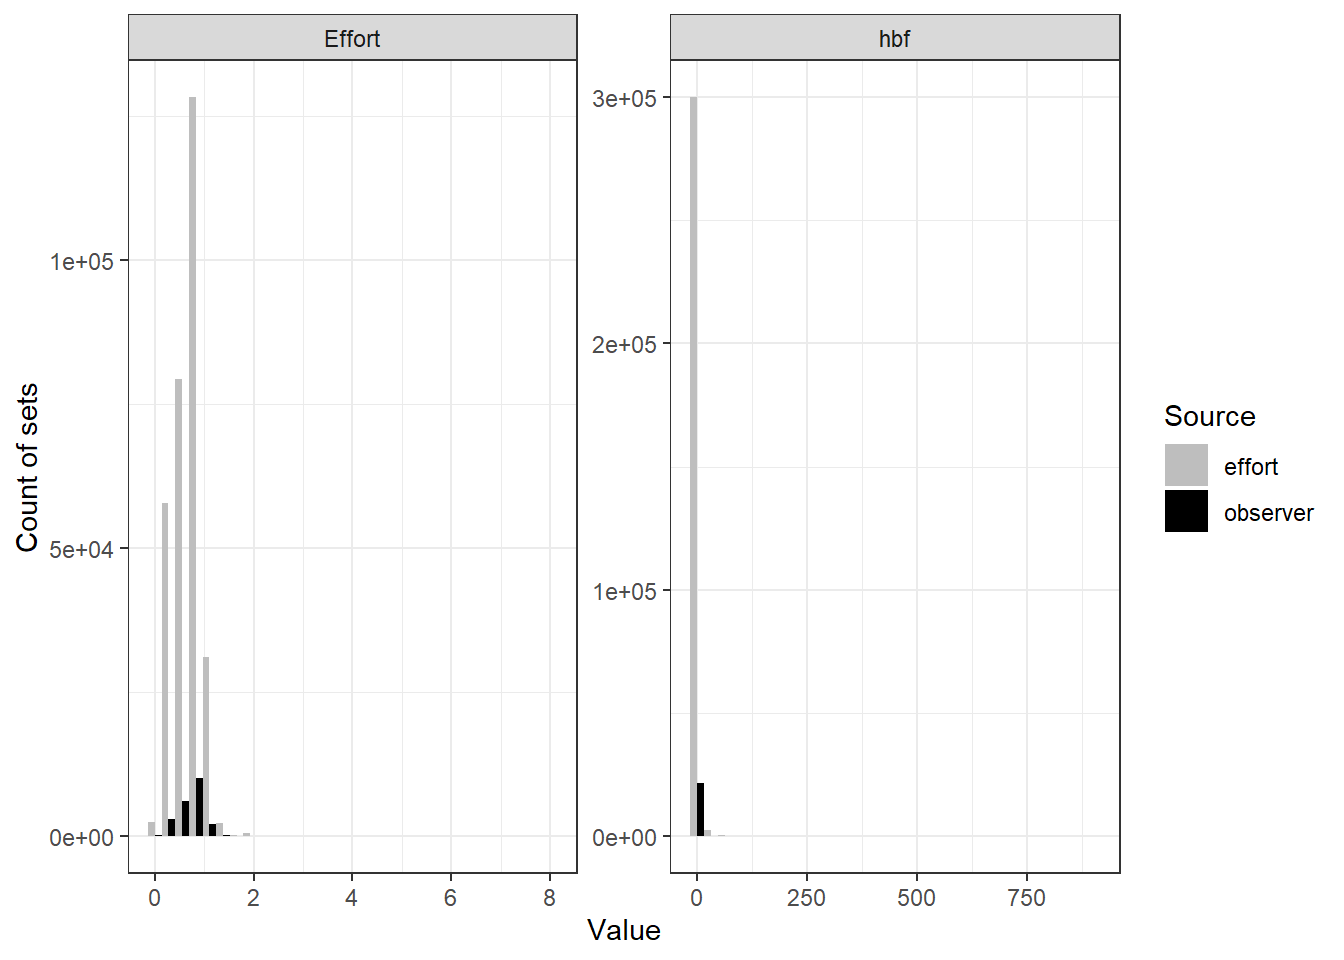 Effort
hbf
Count of sets
1e+05
5e+04
0e+00
3e+05
2e+05
1e+05
0e+00
0 2 4 6 8
0 250 500 750
Value
Source
effort
observer